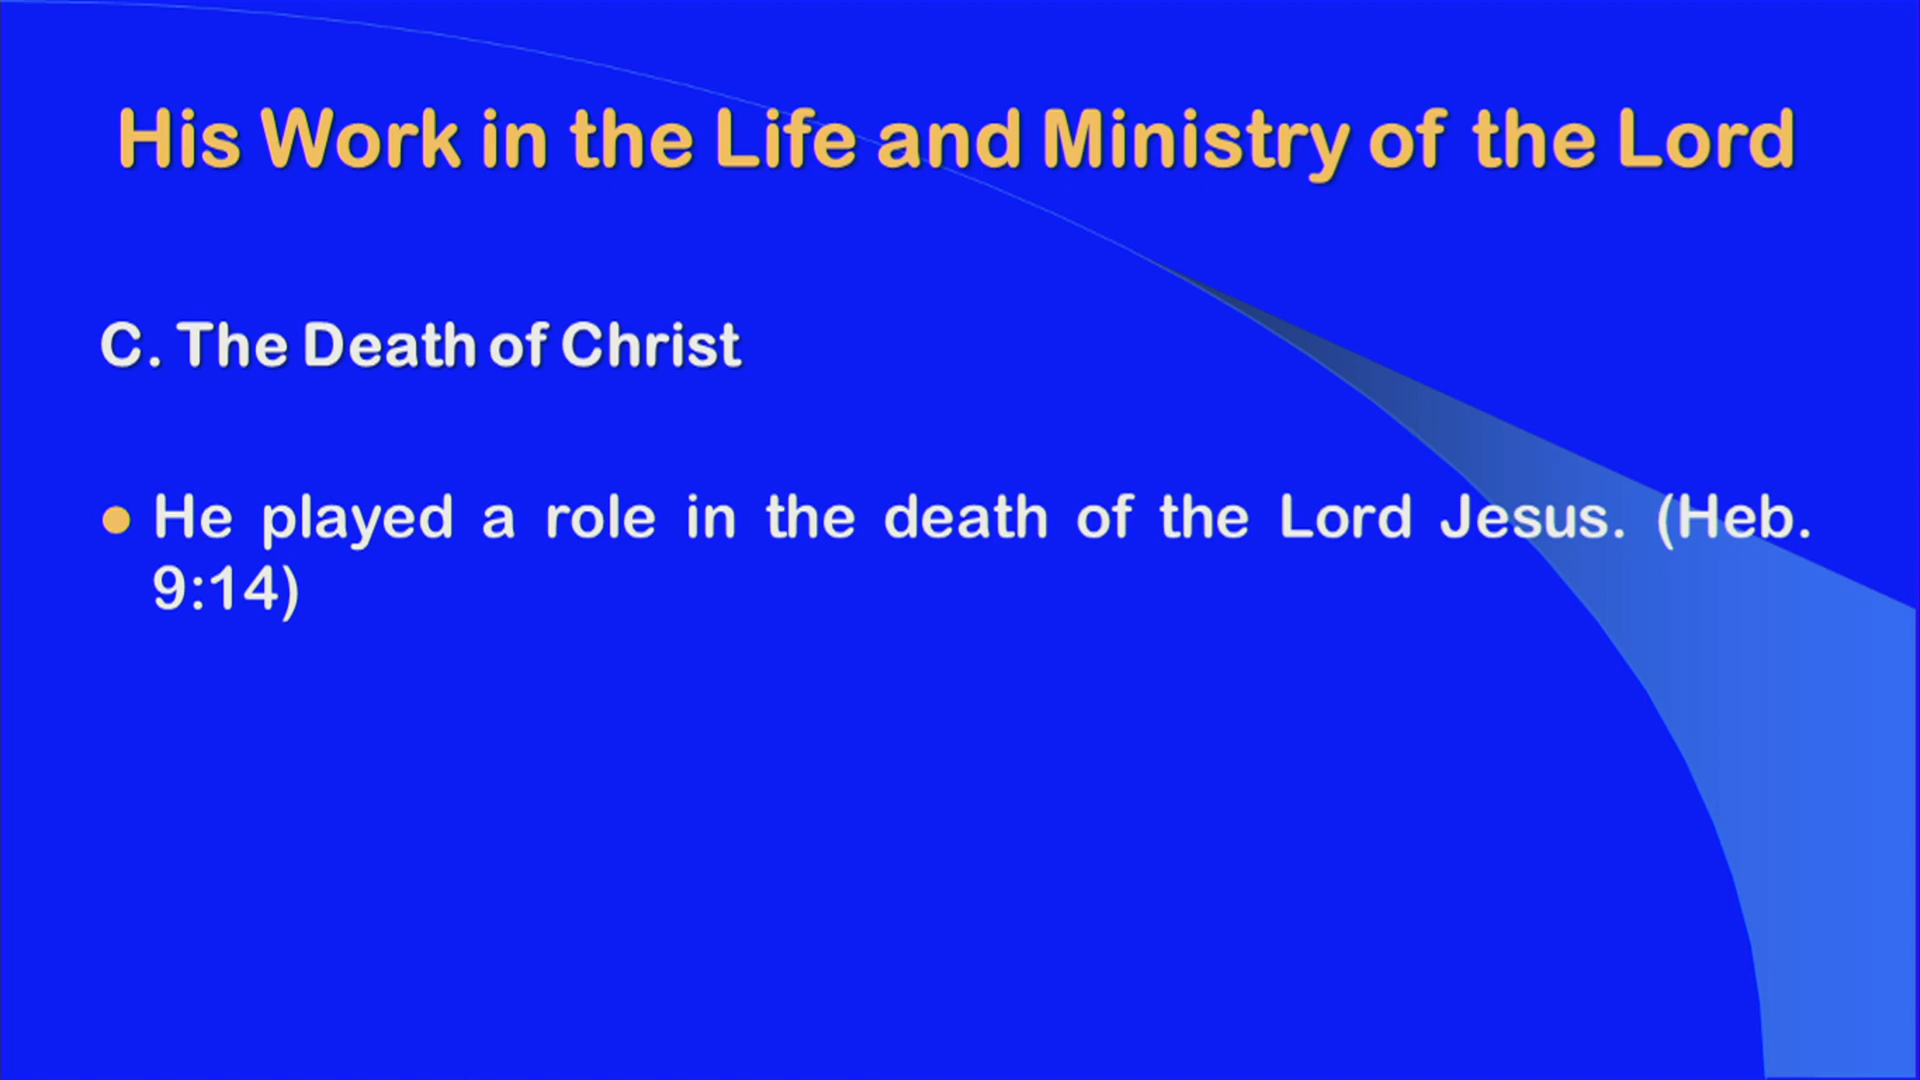 His Work in the Life and Ministry of the Lord
C. The Death of Christ
He played a role in the death of the Lord Jesus. (Heb.
9:14)